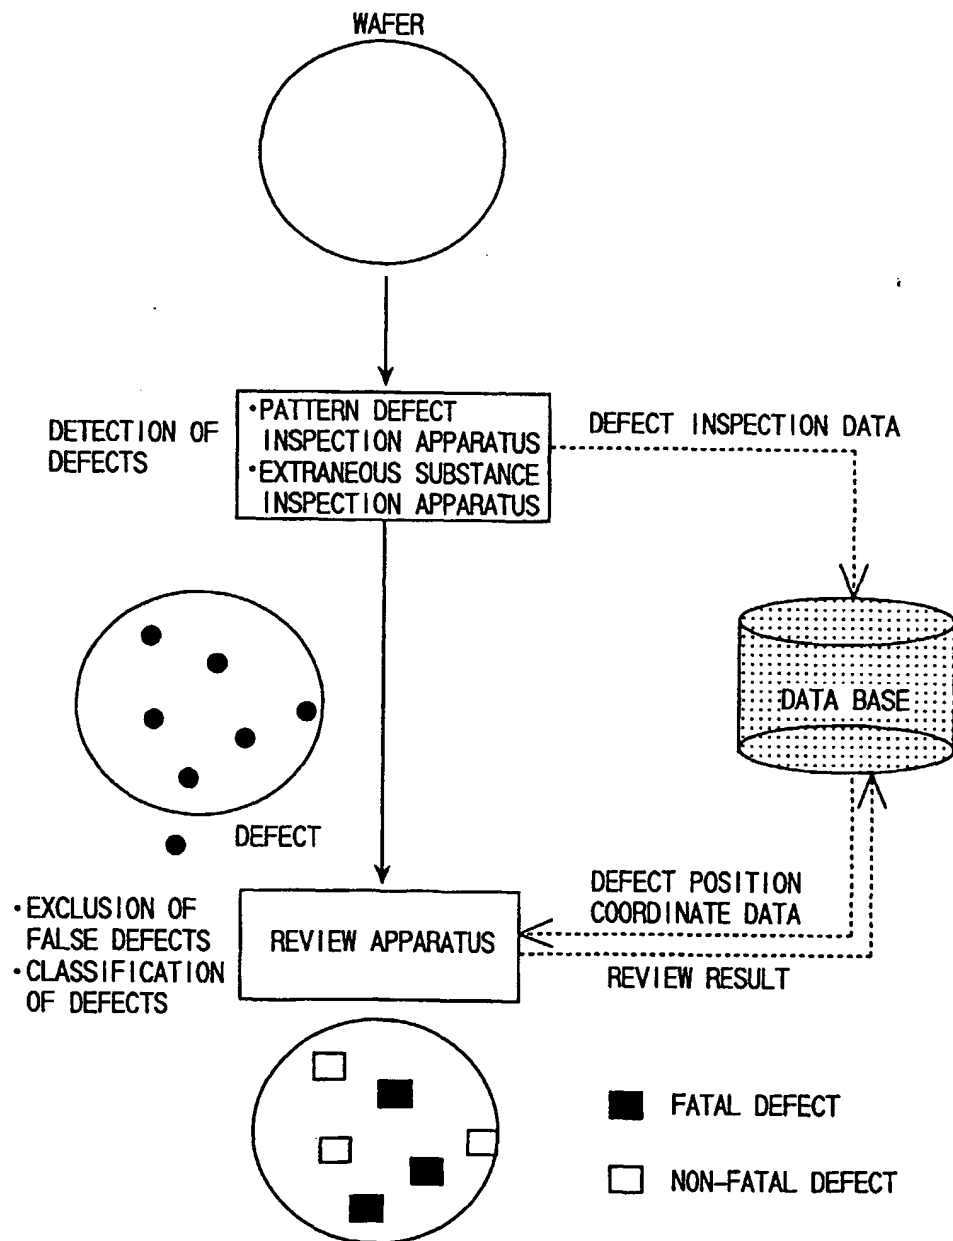 WAFER
DETECTION OF
DEFECTS
·PATTERN DEFECT
INSPECTION APPARATUS
·EXTRANEOUS SUBSTANCE
INSPECTION APPARATUS
DEFECT INSPECTION DATA
DATA BASE
DEFECT
·EXCLUSION OF
FALSE DEFECTS
·CLASSIFICATION
OF DEFECTS
REVIEW APPARATUS
DEFECT POSITION
COORDINATE DATA
REVIEW RESULT
FATAL DEFECT
NON-FATAL DEFECT